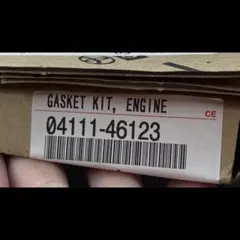 GASKET KIT, ENGINE
CE
04111-46123